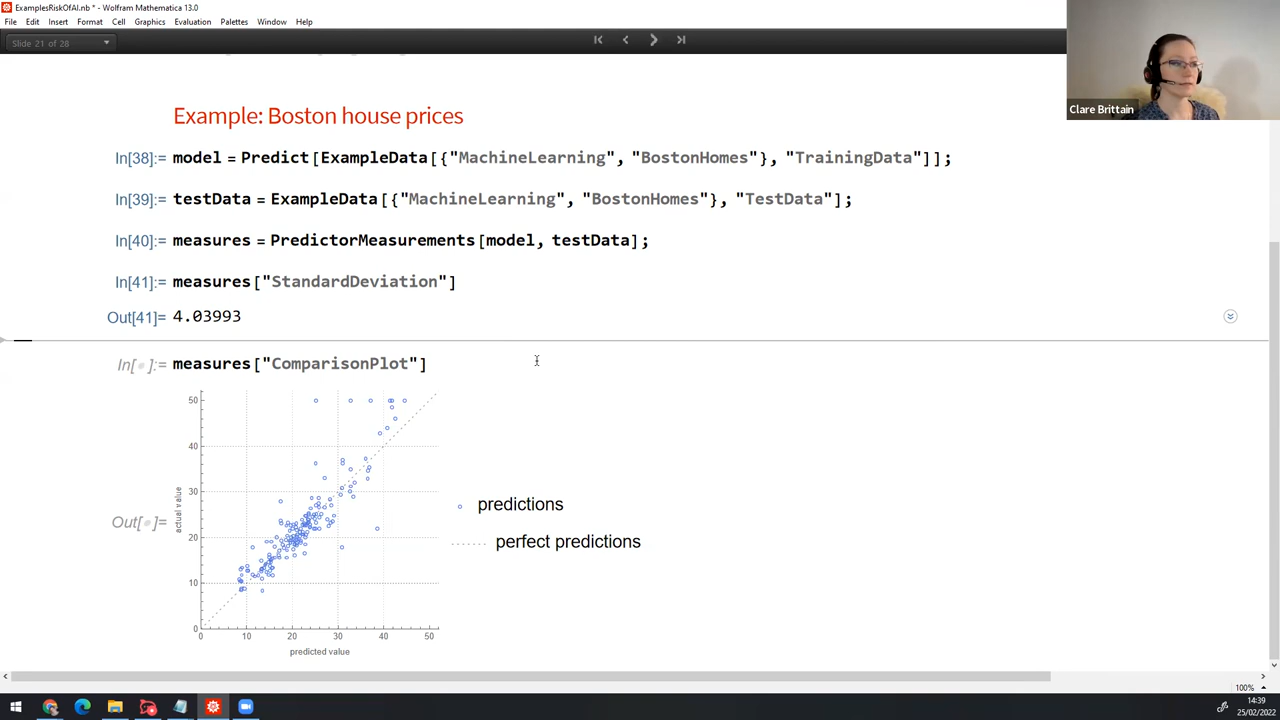 ExamplesRiskOfAI.nb * - Wolfram Mathematica 13.0
File Edit Insert Format Cell Graphics Evaluation Palettes Window Help
Slide 21 of 28
Clare Brittain
Example: Boston house prices
In[38]:= model = Predict[ExampleData[{"MachineLearning", "BostonHomes"}, "TrainingData"]];
In[39]:= testData = ExampleData[{"MachineLearning", "BostonHomes"}, "TestData"];
In[40]:= measures = PredictorMeasurements[model, testData];
In[41]:= measures["StandardDeviation"]
Out[41]= 4.03993
In[•]:= measures["ComparisonPlot"]
Out[•]=
50
40
30
20
10
0
actual value
0 10 20 30 40 50
predicted value
predictions
perfect predictions
100%
14:39
25/02/2022